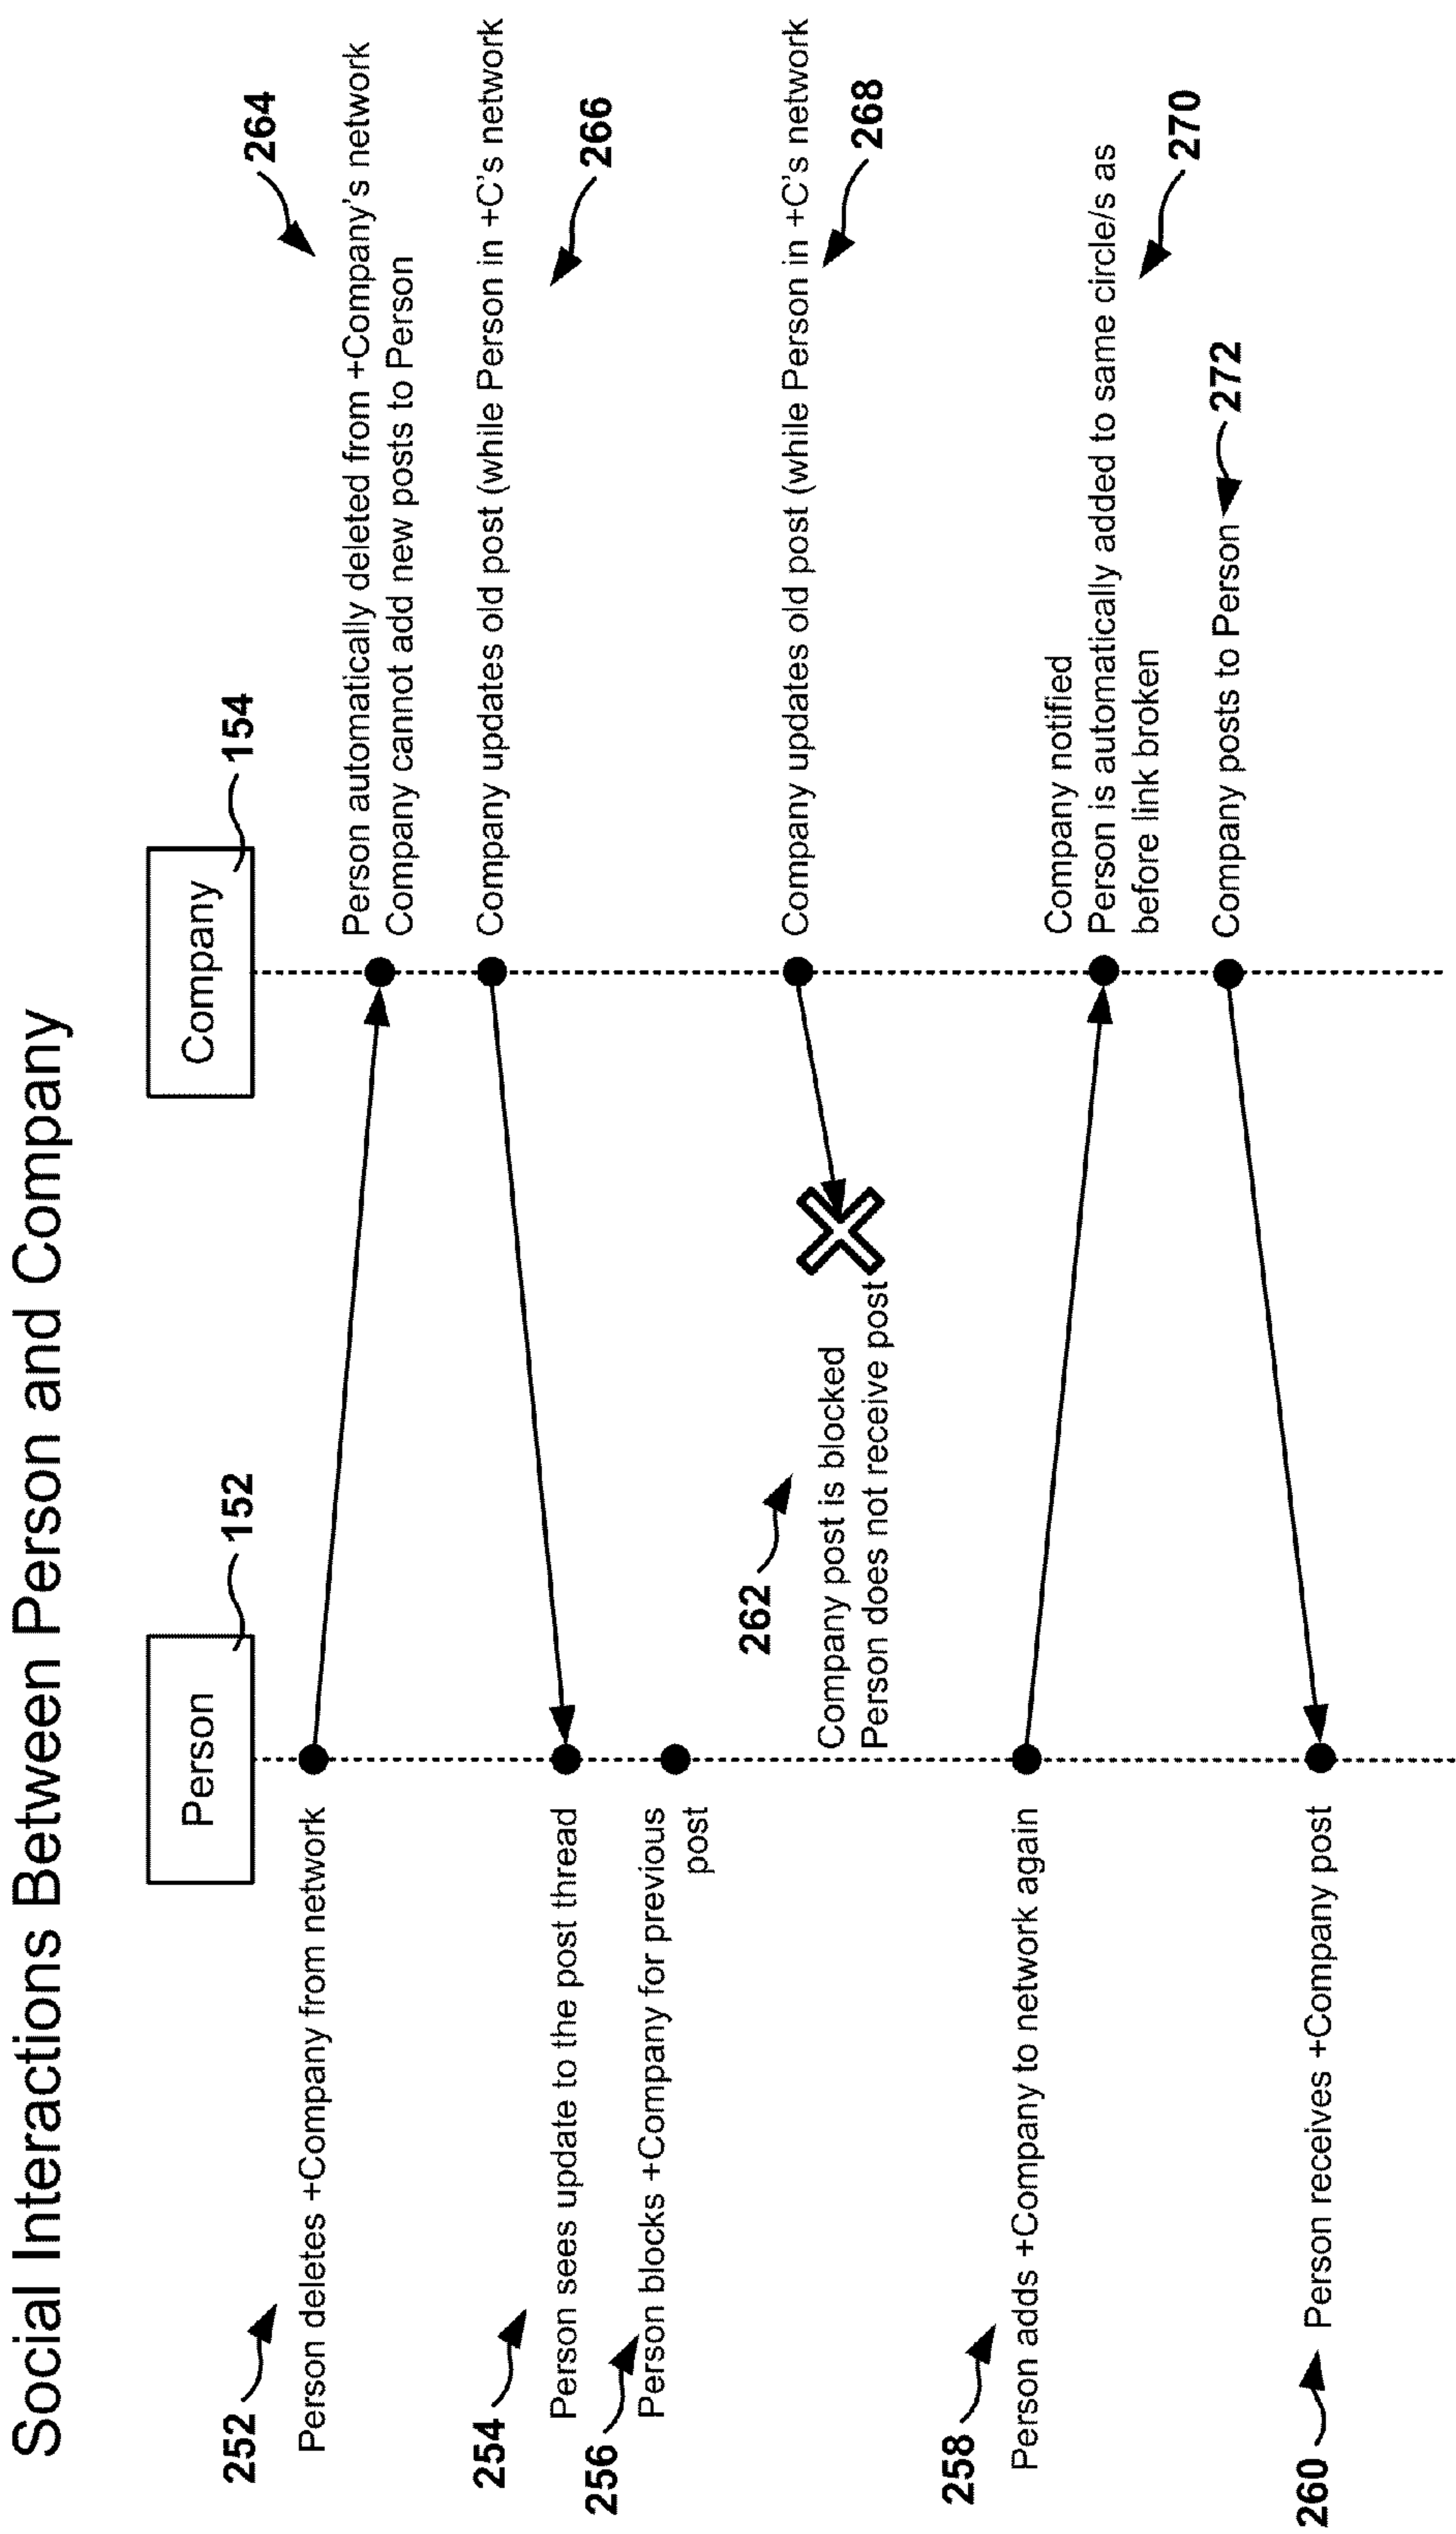 Social Interactions Between Person and Company
Person
152
Company
154
252
Person deletes +Company from network
264
Person automatically deleted from +Company's network
Company cannot add new posts to Person
Company updates old post (while Person in +C's network
266
254
Person sees update to the post thread
256
Person blocks +Company for previous
post
262
Company post is blocked
Person does not receive post
Company updates old post (while Person in +C's network
268
258
Person adds +Company to network again
Company notified
Person is automatically added to same circle/s as
before link broken
270
Company posts to Person
272
260
Person receives +Company post